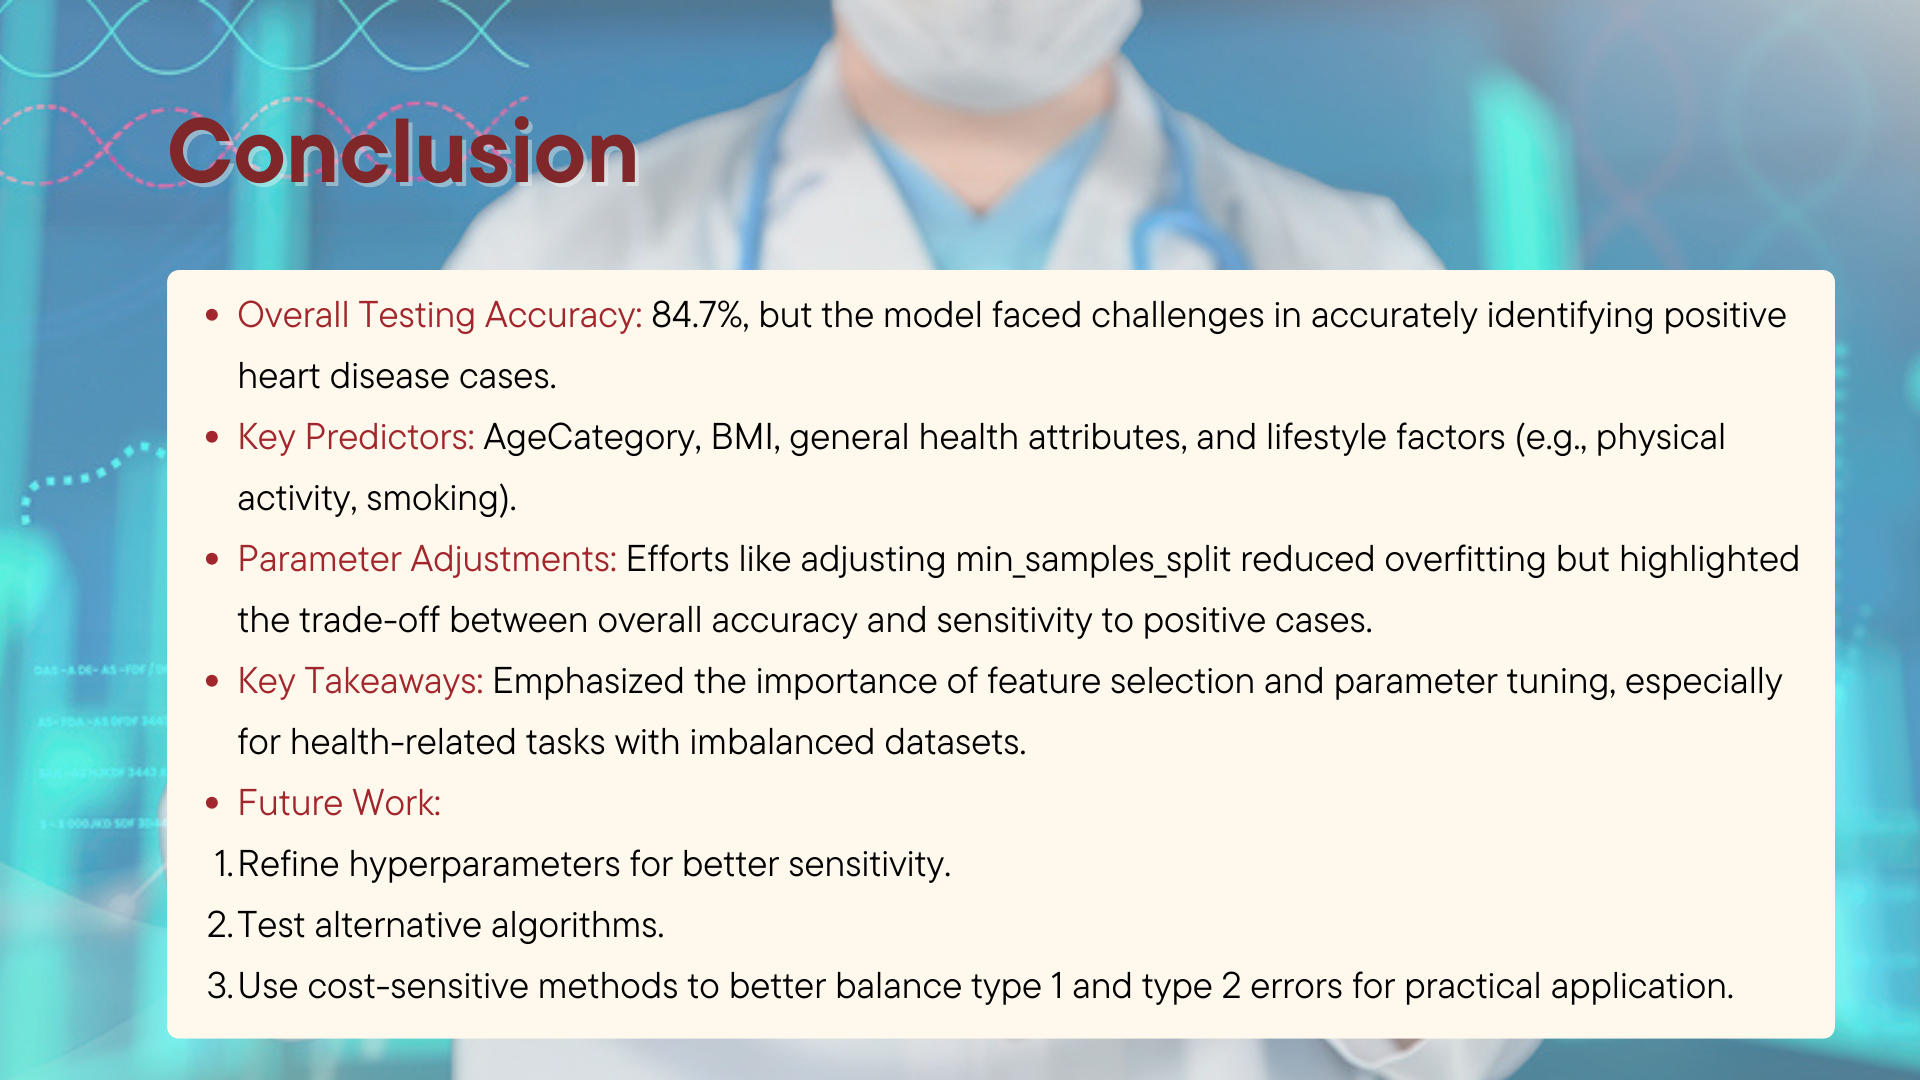 Conclusion
• Overall Testing Accuracy: 84.7%, but the model faced challenges in accurately identifying positive
heart disease cases.
• Key Predictors: AgeCategory, BMI, general health attributes, and lifestyle factors (e.g., physical
activity, smoking).
• Parameter Adjustments: Efforts like adjusting min_samples_split reduced overfitting but highlighted
the trade-off between overall accuracy and sensitivity to positive cases.
• Key Takeaways: Emphasized the importance of feature selection and parameter tuning, especially
for health-related tasks with imbalanced datasets.
• Future Work:
1. Refine hyperparameters for better sensitivity.
2. Test alternative algorithms.
3. Use cost-sensitive methods to better balance type 1 and type 2 errors for practical application.